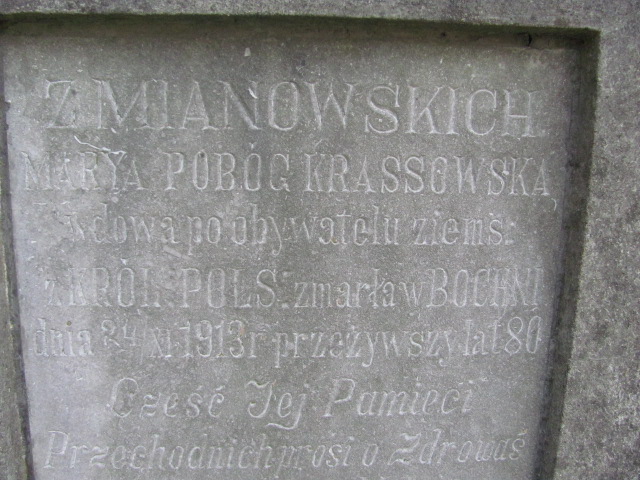 Z MIANOWSKICH
MARYA POBÓG KRASSOWSKA,
wdowa po obywatelu ziems:
z KRÓL: POLS: zmarła w BOCHNI
dnia 24/XI 1913 r przeżywszy lat 80
Cześć Jej Pamięci
Przechodnich prosi o Zdrowaś